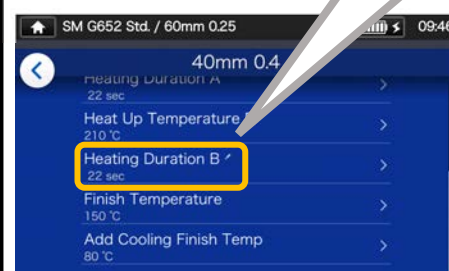 SM G652 Std. / 60mm 0.25
09:46
40mm 0.4
Heating Duration A
22 sec
Heat Up Temperature
210 ℃
Heating Duration B
22 sec
Finish Temperature
150 ℃
Add Cooling Finish Temp
80 ℃